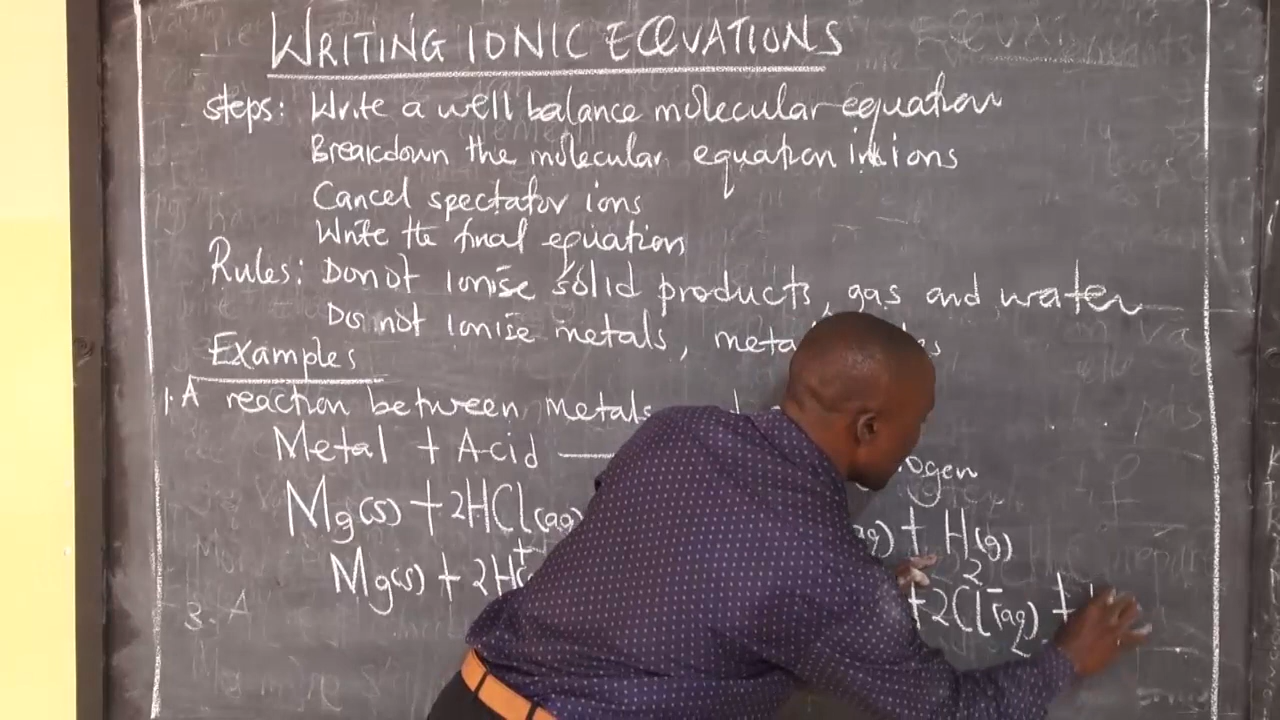 WRITING IONIC EQUATIONS
steps: Write a well balance molecular equation
Breakdown the molecular equation in ions
Cancel spectator ions
Write the final equation
Rules: Do not Ionise solid products, gas and water
Do not Ionise metals,
Examples
1. A reaction between Metals
Metal + Acid
Mg(s) + 2HCl(aq) + H2(g)
Mg(s) + 2H+ + 2Cl-(aq) +
3. A